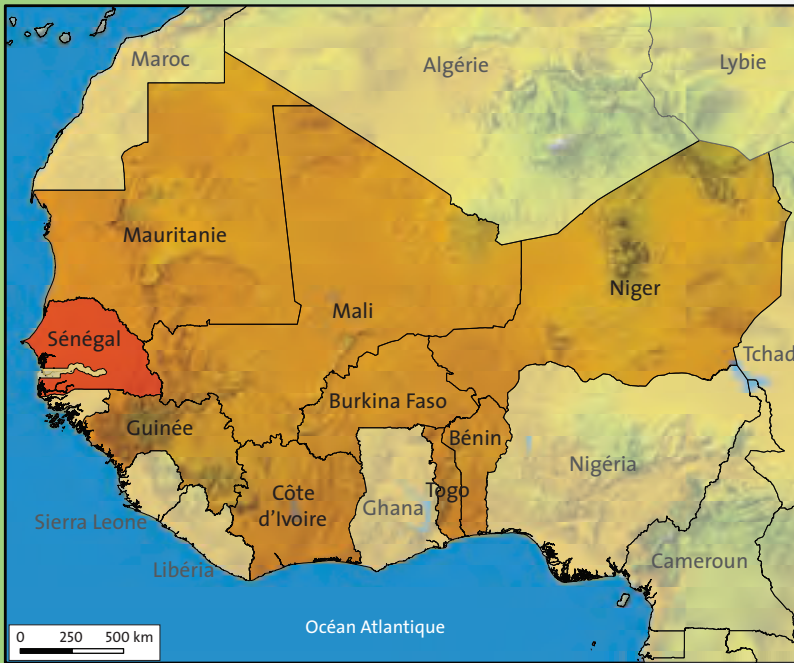 Maroc
Algérie
Lybie
Mauritanie
Mali
Niger
Sénégal
Tchad
Burkina Faso
Guinée
Bénin
Nigéria
Côte
d'Ivoire
Ghana
Togo
Sierra Leone
Libéria
Cameroun
Océan Atlantique
0 250 500 km